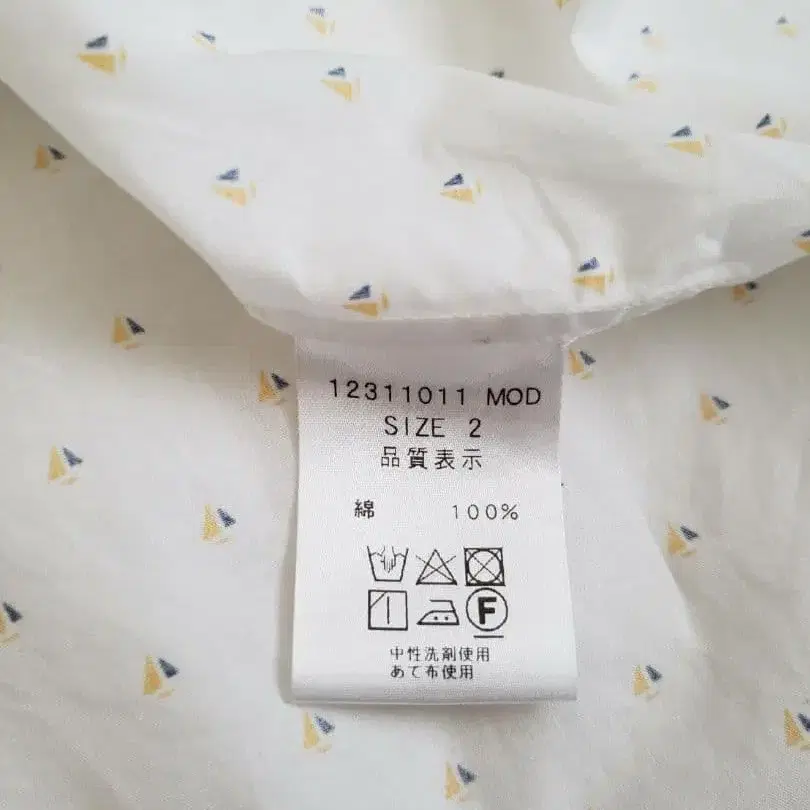 12311011 MOD
SIZE 2
品質表示
綿 100%
F
中性洗剤使用
あて布使用